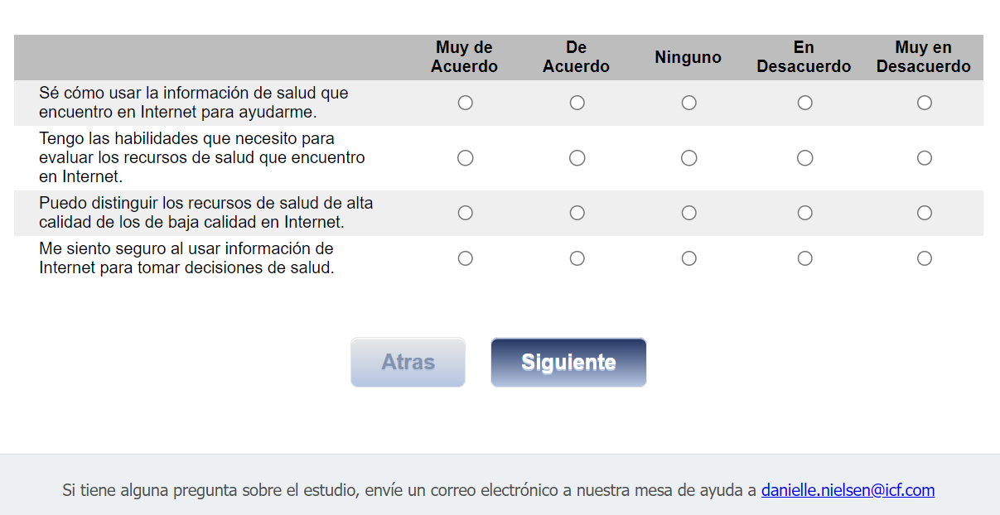 Muy de Acuerdo De Acuerdo Ninguno En Desacuerdo Muy en Desacuerdo
Sé cómo usar la información de salud que
encuentro en Internet para ayudarme.
Tengo las habilidades que necesito para
evaluar los recursos de salud que encuentro
en Internet.
Puedo distinguir los recursos de salud de alta
calidad de los de baja calidad en Internet.
Me siento seguro al usar información de
Internet para tomar decisiones de salud.
Atras Siguiente
Si tiene alguna pregunta sobre el estudio, envíe un correo electrónico a nuestra mesa de ayuda a danielle.nielsen@icf.com